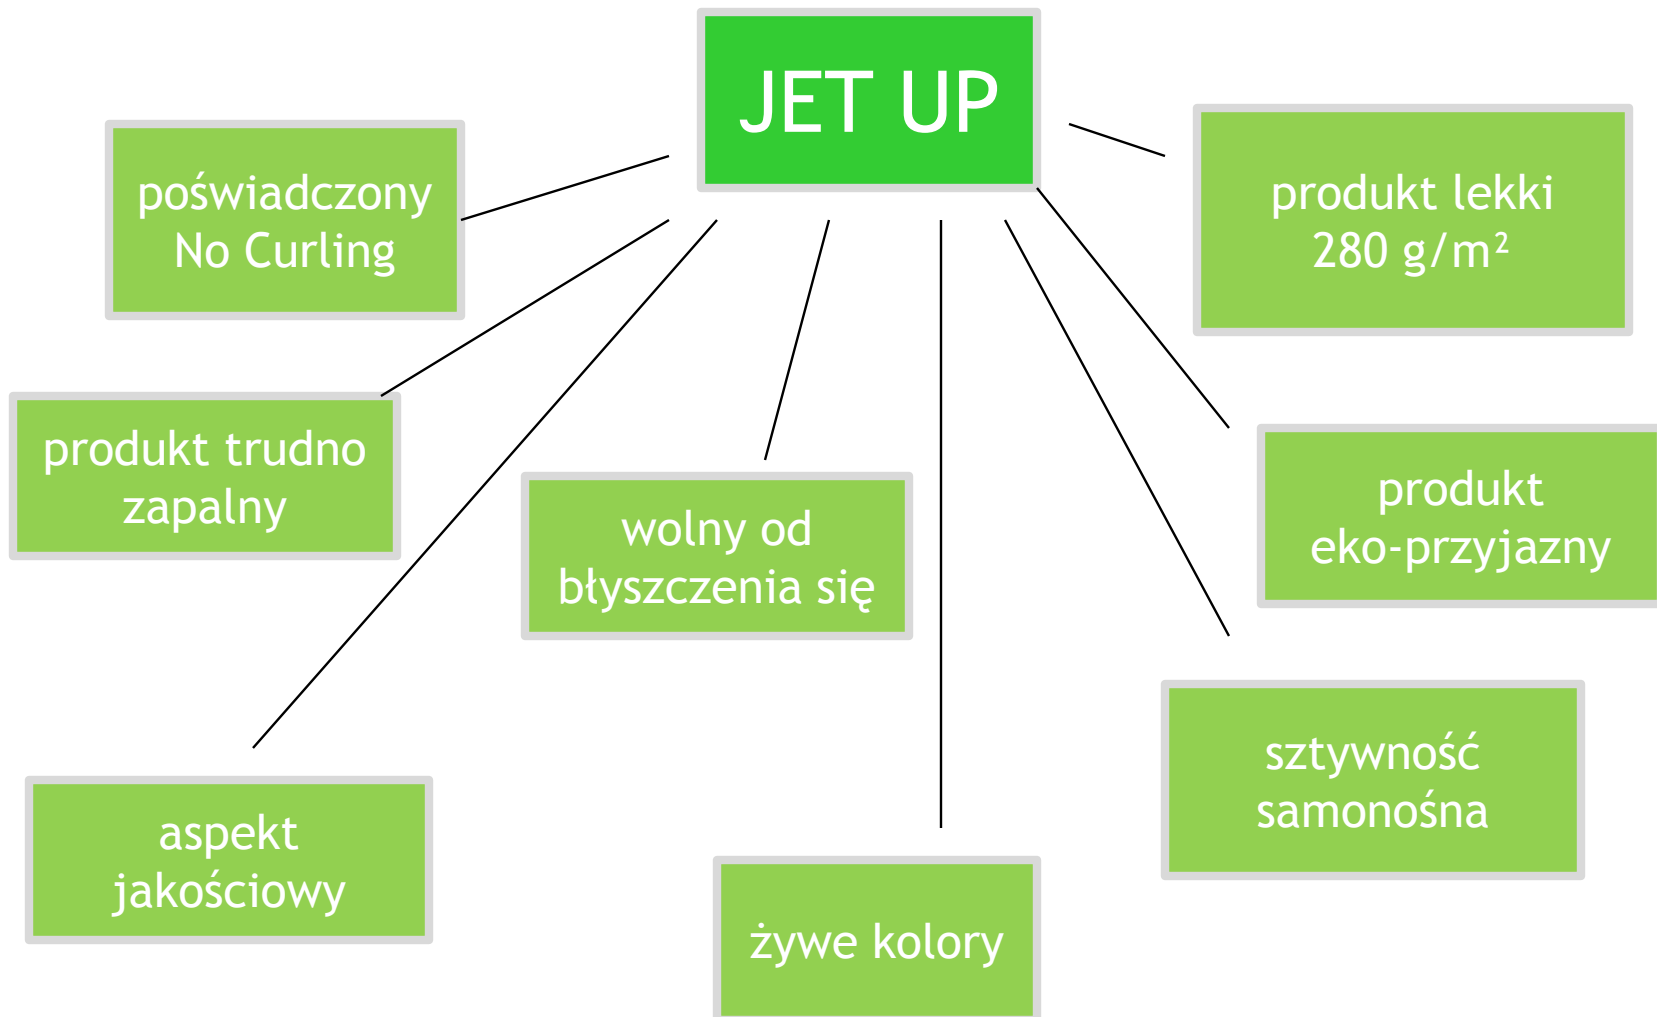 JET UP
poświadczony
No Curling
produkt lekki
280 g/m²
produkt trudno
zapalny
wolny od
błyszczenia się
produkt
eko-przyjazny
sztywność
samonośna
aspekt
jakościowy
żywe kolory